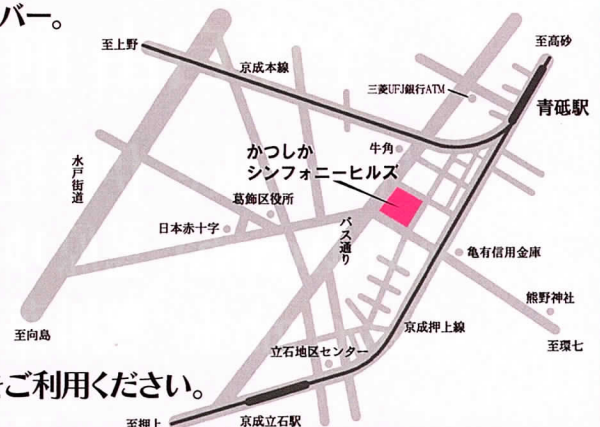 バー。
至上野
京成本線
三菱UFJ銀行ATM
至高砂
青砥駅
牛角
かつしか
シンフォニーヒルズ
水戸街道
葛飾区役所
日本赤十字
バス通り
亀有信用金庫
熊野神社
至向島
京成押上線
至環七
立石地区センター
ご利用ください。
京成立石駅
至押上